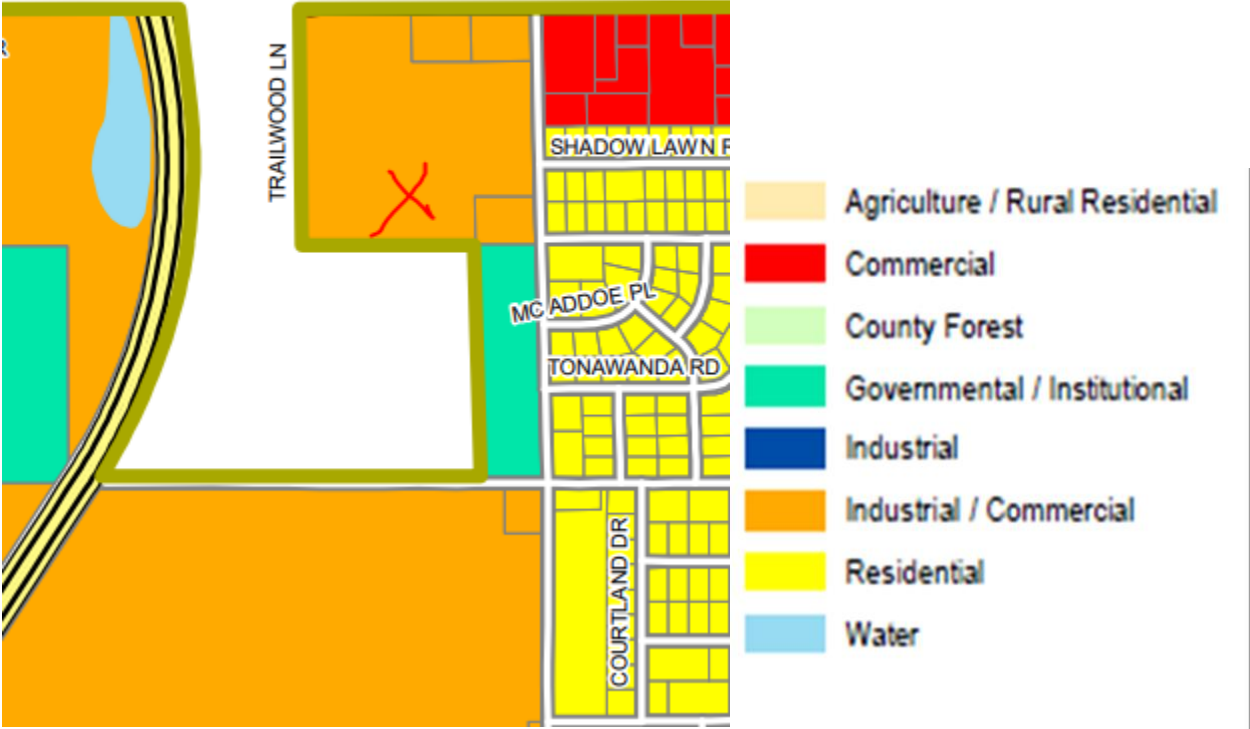 TRAILWOOD LN
SHADOW LAWN
MC ADDOE PL
TONAWANDA RD
COURTLAND DR
Agriculture / Rural Residential
Commercial
County Forest
Governmental / Institutional
Industrial
Industrial / Commercial
Residential
Water